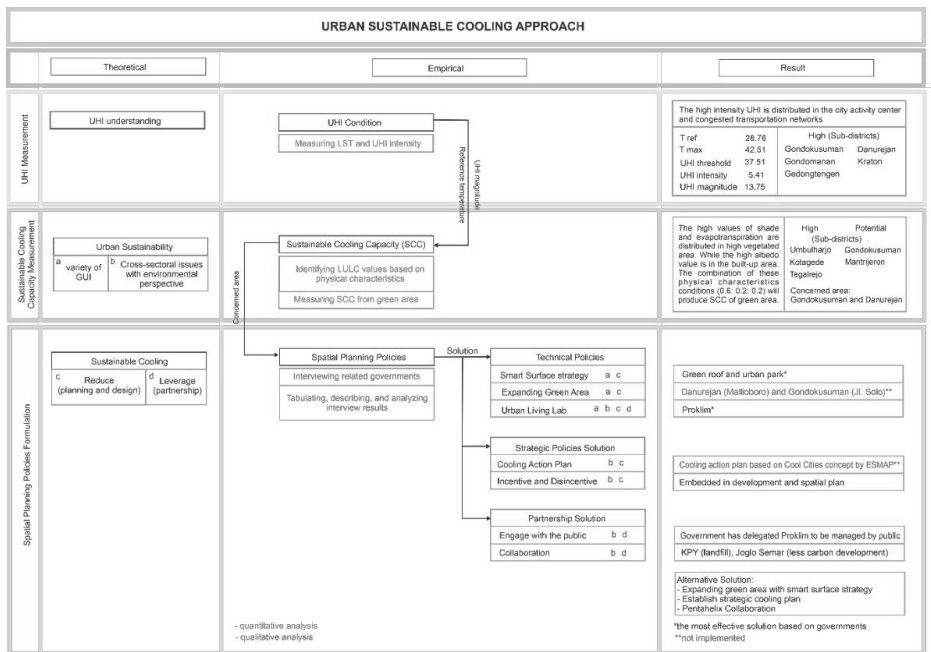 URBAN SUSTAINABLE COOLING APPROACH
Theoretical
Empirical
Result
UHI Measurement
UHI understanding
UHI Condition
Measuring LST and UHI intensity
UHI magnitude
Reference temperature
The high intensity UHI is distributed in the city activity center
and congested transportation networks
T ref 28.76
T max 42.51
UHI threshold 37.51
UHI intensity 5.41
UHI magnitude 13.75
High (Sub-districts)
Gondokusuman Danurejan
Gondomanan Kraton
Gedongtengen
Sustainable Cooling
Capacity Measurement
Urban Sustainability
a variety of
GUI
b Cross-sectoral issues
with environmental
perspective
Concerned area
Sustainable Cooling Capacity (SCC)
Identifying LULC values based on
physical characteristics
Measuring SCC from green area
The high values of shade
and evapotranspire are
distributed in high vegetated
area. While the high albedo
value is in the built-up area.
The combination of these
physical characteristics
conditions (0.6: 0.2: 0.2) will
produce SCC of green area.
High Potential
(Sub-districts)
Umbulharjo Gondokusuman
Kotagede Mantrijeron
Tegalrejo
Concerned area:
Gondokusuman and Danurejan
Spatial Planning Policies Formulation
Sustainable Cooling
c Reduce
(planning and design)
d Leverage
(partnership)
Spatial Planning Policies
Interviewing related governments
Tabulating, describing, and analyzing
interview results
Solution
Technical Policies
Smart Surface strategy a c
Expanding Green Area a c
Urban Living Lab a b c d
Strategic Policies Solution
Cooling Action Plan b c
Incentive and Disincentive b c
Partnership Solution
Engage with the public b d
Collaboration b d
Green roof and urban park*
Danurejan (Mallioboro) and Gondokusuman (Jl. Solo)**
Proklim*
Cooling action plan based on Cool Cities concept by ESMAP**
Embedded in development and spatial plan
Government has delegated Proklim to be managed by public
KPY (landfill), Joglo Semar (less carbon development)
Alternative Solution:
- Expanding green area with smart surface strategy
- Establish strategic cooling plan
- Pentahelix Collaboration
- quantitative analysis
- qualitative analysis
*the most effective solution based on governments
**not implemented